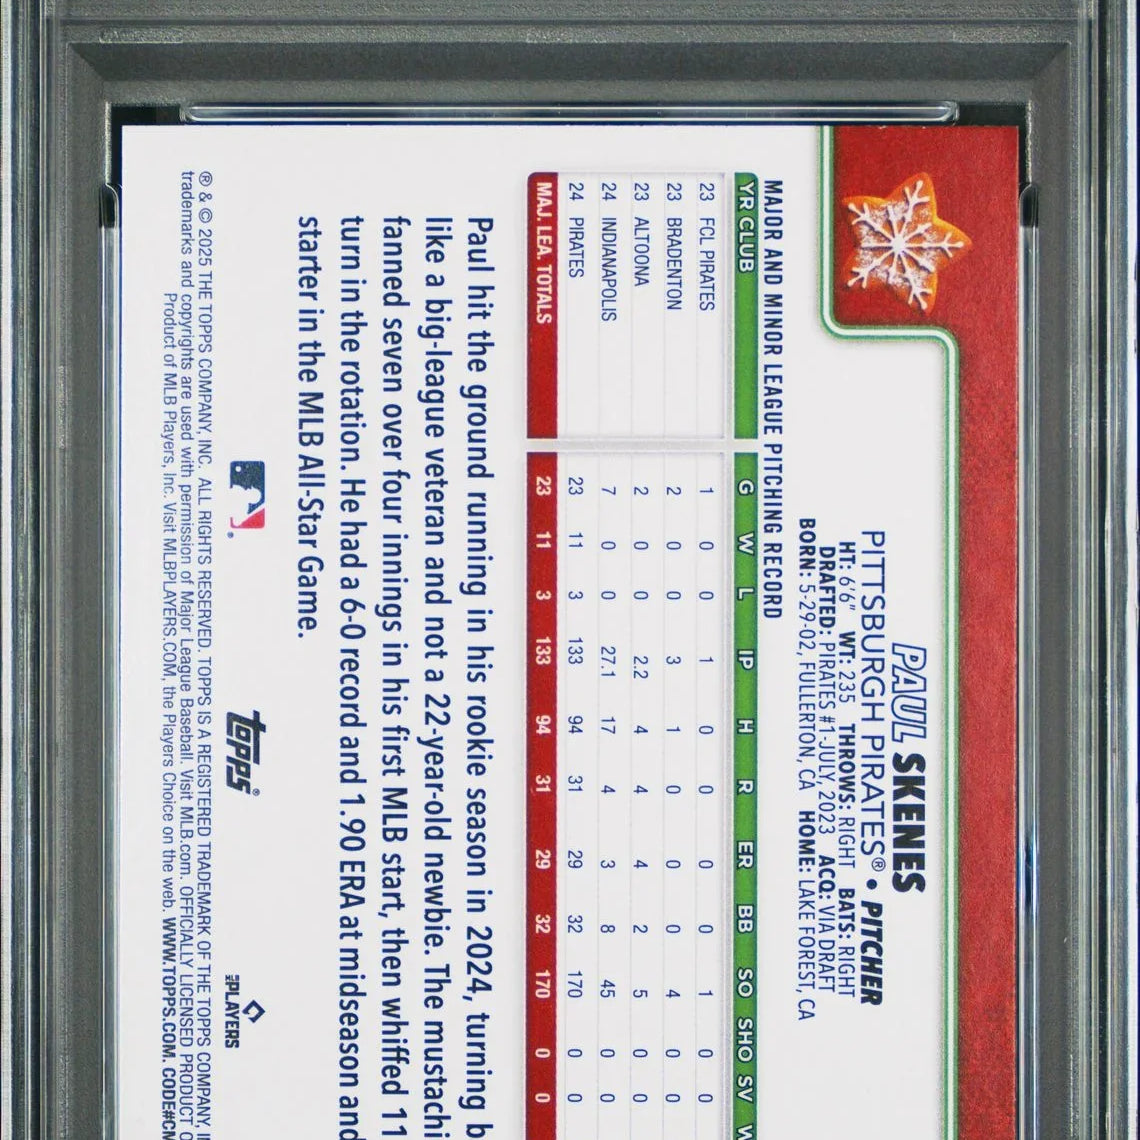 PAUL SKENES
PITTSBURGH PIRATES® • PITCHER
HT: 6'6" WT: 235 THROWS: RIGHT BATS: RIGHT
DRAFTED: PIRATES #1-JULY, 2023 ACQ: VIA DRAFT
BORN: 5-29-02, FULLERTON, CA HOME: LAKE FOREST, CA
MAJOR AND MINOR LEAGUE PITCHING RECORD
YR CLUB G W L IP H R ER BB SO SHO SV
23 FCL PIRATES 1 0 0 1 0 0 0 0 1 0 0
23 BRADENTON 2 0 0 3 1 0 0 0 4 0 0
23 ALTOONA 2 0 0 2.2 4 4 4 2 5 0 0
24 INDIANAPOLIS 7 0 0 27.1 17 4 3 8 45 0 0
24 PIRATES 23 11 3 133 94 31 29 32 170 0 0
MAJ. LEA. TOTALS 23 11 3 133 94 31 29 32 170 0 0
Paul hit the ground running in his rookie season in 2024, turning
like a big-league veteran and not a 22-year-old newbie. The
fanned seven over four innings in his first MLB start, then whiffed 11
turn in the rotation. He had a 6-0 record and 1.90 ERA at midseason and
starter in the MLB All-Star Game.
topps®
PLAYERS
® & © 2025 THE TOPPS COMPANY, INC. ALL RIGHTS RESERVED. TOPPS IS A REGISTERED TRADEMARK OF THE TOPPS COMPANY,
trademarks and copyrights are used with permission of Major League Baseball. Visit MLB.com. OFFICIALLY LICENSED PRODUCT
Product of MLB Players, Inc. Visit MLBPLAYERS.COM, the Players Choice on the web. WWW.TOPPS.COM. CODE#CM